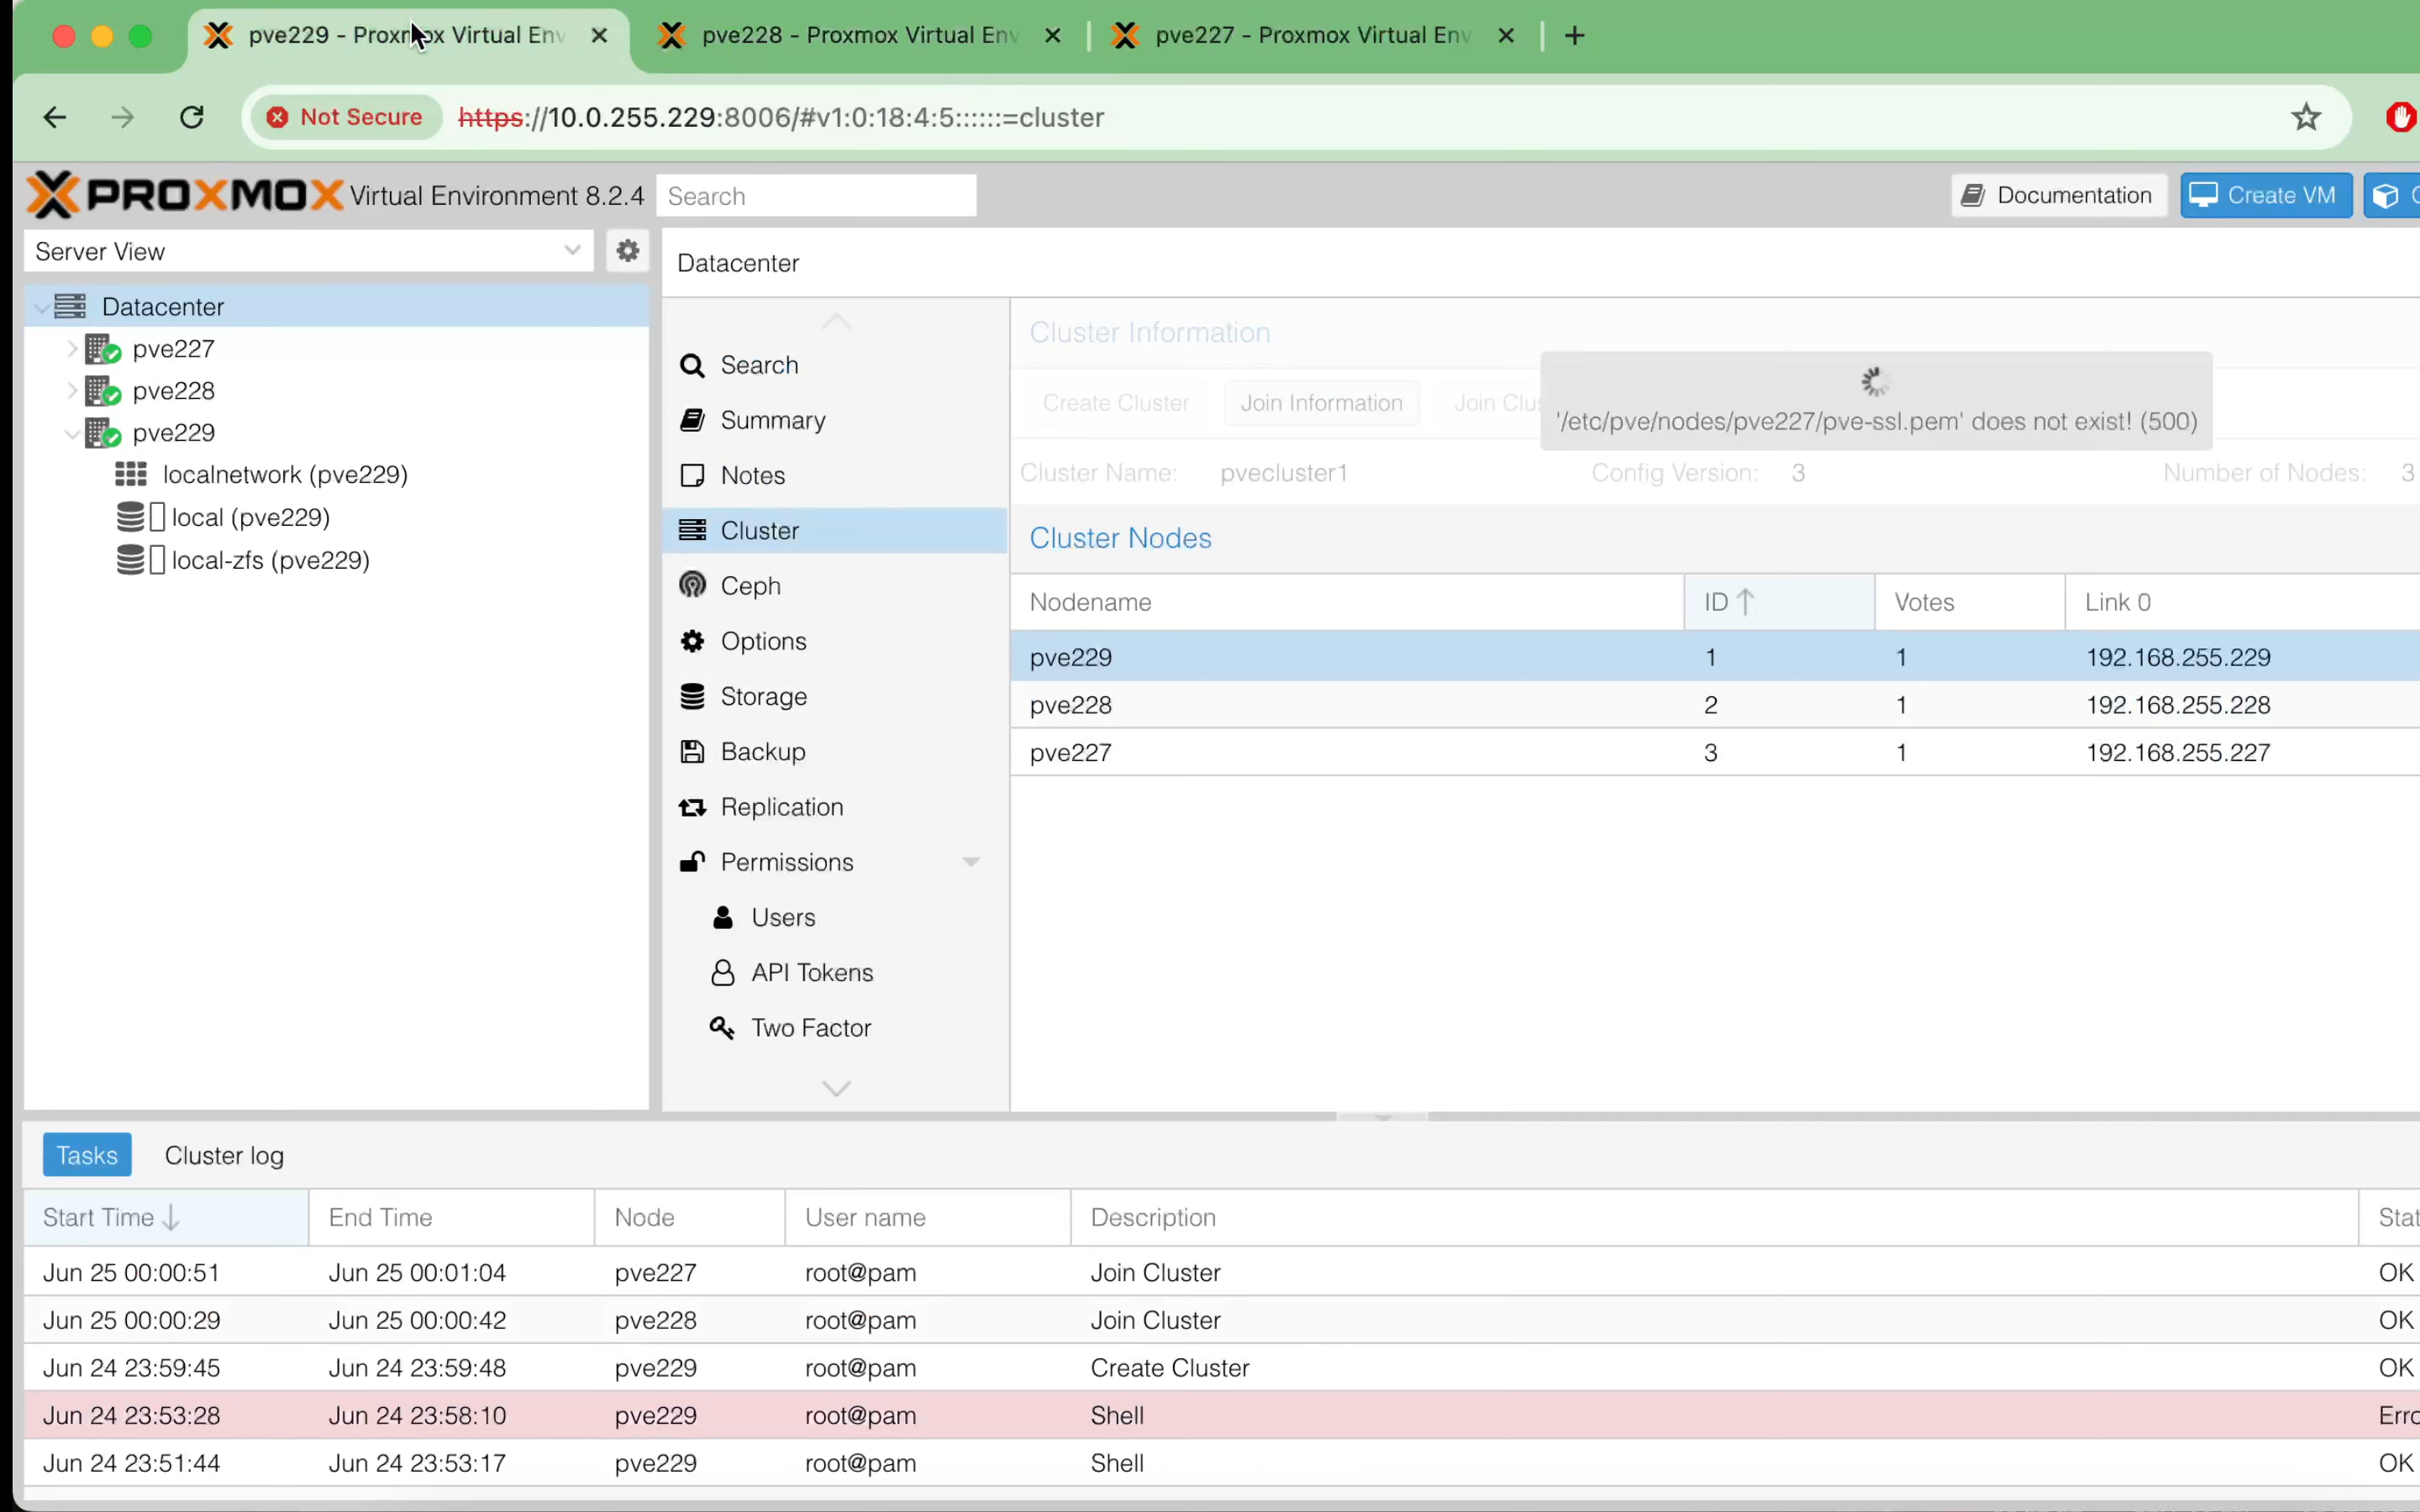 pve229 - Proxmox Virtual Env
pve228 - Proxmox Virtual Env
pve227 - Proxmox Virtual Env
Not Secure
https://10.0.255.229:8006/#v1:0:18:4:5::::::=cluster
PROXMOX Virtual Environment 8.2.4
Search
Documentation
Create VM
Server View
Datacenter
pve227
pve228
pve229
localnetwork (pve229)
local (pve229)
local-zfs (pve229)
Datacenter
Search
Summary
Notes
Cluster
Ceph
Options
Storage
Backup
Replication
Permissions
Users
API Tokens
Two Factor
Cluster Information
Create Cluster
Join Information
Join Clus
'/etc/pve/nodes/pve227/pve-ssl.pem' does not exist! (500)
Cluster Name: pvecluster1 Config Version: 3 Number of Nodes: 3
Cluster Nodes
Nodename ID Votes Link 0
pve229 1 1 192.168.255.229
pve228 2 1 192.168.255.228
pve227 3 1 192.168.255.227
Tasks Cluster log
Start Time End Time Node User name Description Stat
Jun 25 00:00:51 Jun 25 00:01:04 pve227 root@pam Join Cluster OK
Jun 25 00:00:29 Jun 25 00:00:42 pve228 root@pam Join Cluster OK
Jun 24 23:59:45 Jun 24 23:59:48 pve229 root@pam Create Cluster OK
Jun 24 23:53:28 Jun 24 23:58:10 pve229 root@pam Shell Erro
Jun 24 23:51:44 Jun 24 23:53:17 pve229 root@pam Shell OK